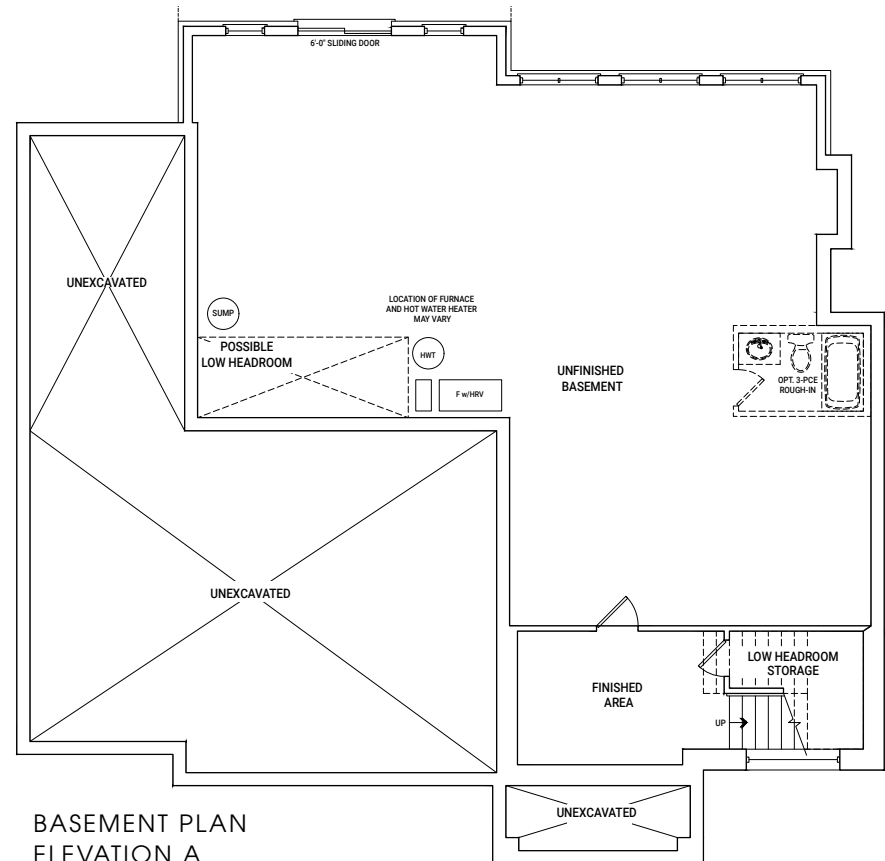 6'-0" SLIDING DOOR
UNEXCAVATED
SUMP
LOCATION OF FURNACE
AND HOT WATER HEATER
MAY VARY
POSSIBLE
LOW HEADROOM
HWT
F w/HRV
UNFINISHED
BASEMENT
OPT. 3-PCE
ROUGH-IN
UNEXCAVATED
FINISHED
AREA
LOW HEADROOM
STORAGE
UP
UNEXCAVATED
BASEMENT PLAN
ELEVATION A